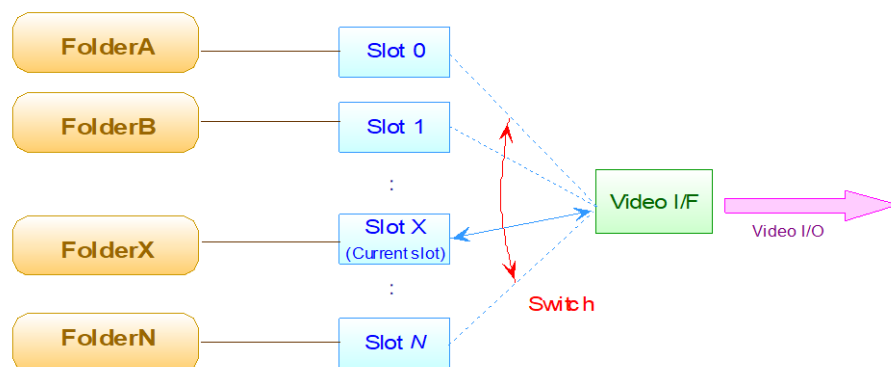 FolderA
Slot 0
FolderB
Slot 1
:
Video I/F
Video I/O
FolderX
Slot X
(Current slot)
:
Switch
FolderN
Slot N